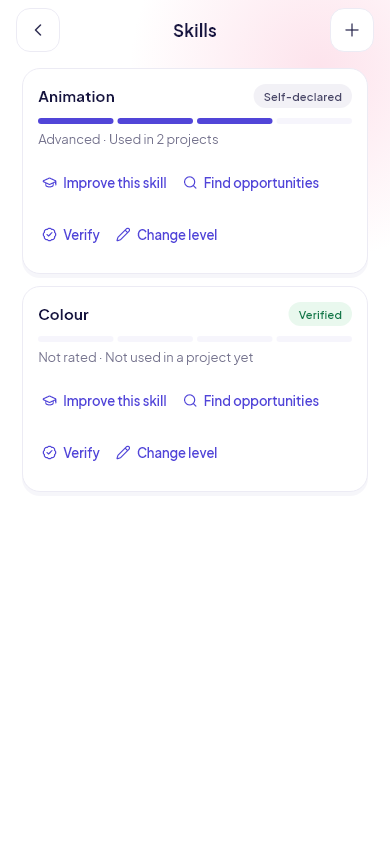 Skills
Animation
Self-declared
Advanced · Used in 2 projects
Improve this skill
Find opportunities
Verify
Change level
Colour
Verified
Not rated · Not used in a project yet
Improve this skill
Find opportunities
Verify
Change level